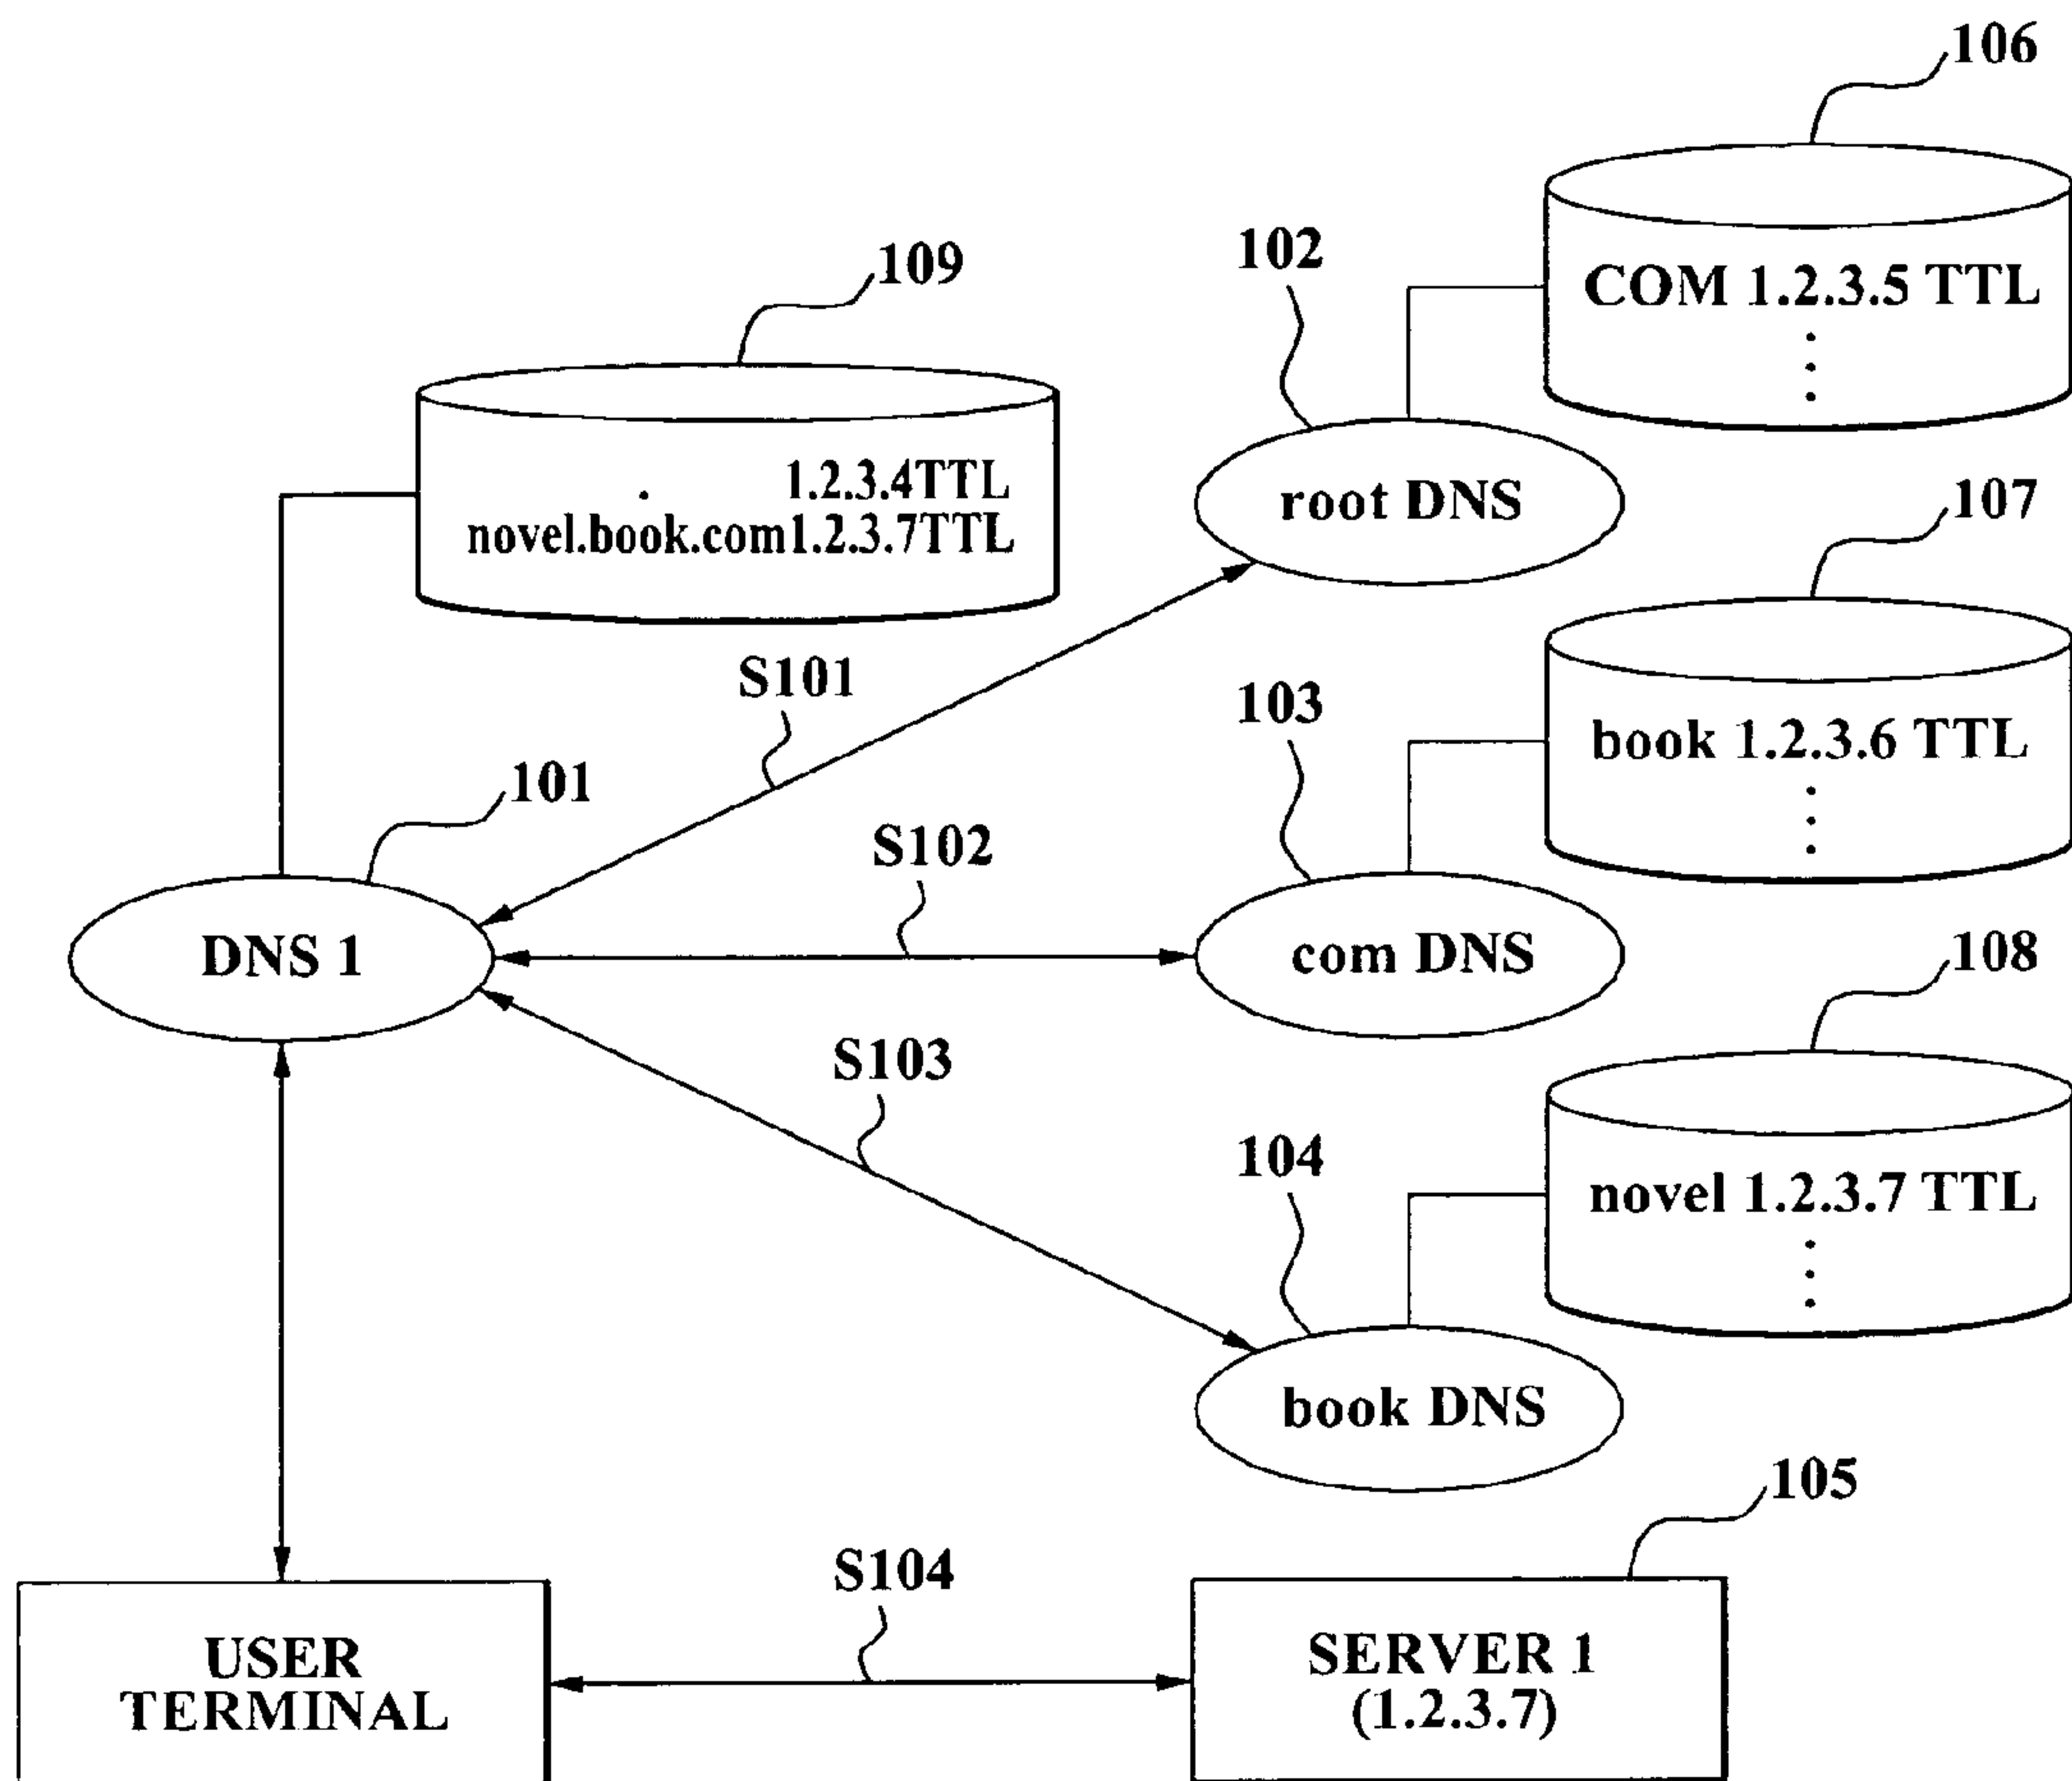 106
COM 1.2.3.5 TTL
102
109
1.2.3.4TTL
novel.book.com1.2.3.7TTL
root DNS
107
book 1.2.3.6 TTL
S101
103
101
S102
DNS 1
com DNS
108
novel 1.2.3.7 TTL
S103
104
book DNS
105
S104
USER
TERMINAL
SERVER 1
(1.2.3.7)